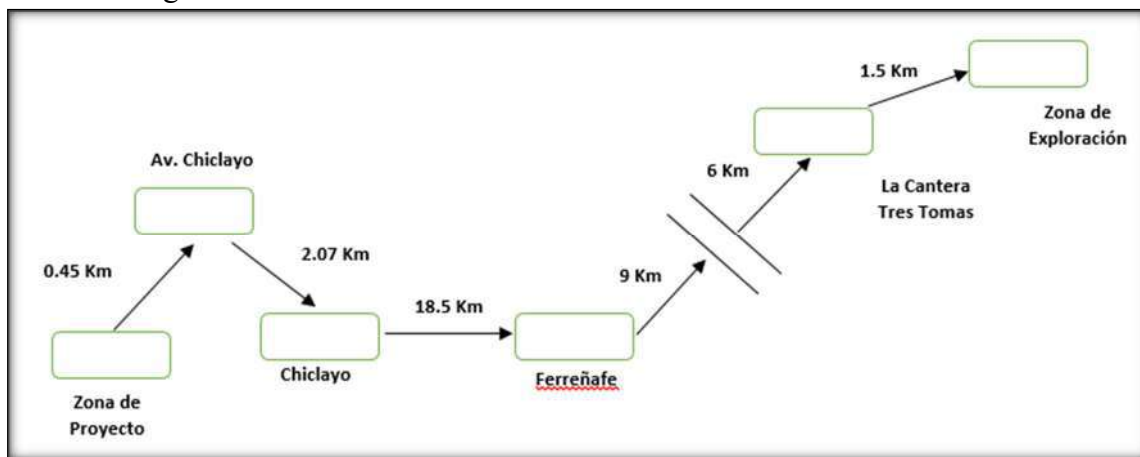 Av. Chiclayo
0.45 Km
2.07 Km
Zona de
Proyecto
Chiclayo
18.5 Km
Ferreñafe
9 Km
6 Km
La Cantera
Tres Tomas
1.5 Km
Zona de
Exploración